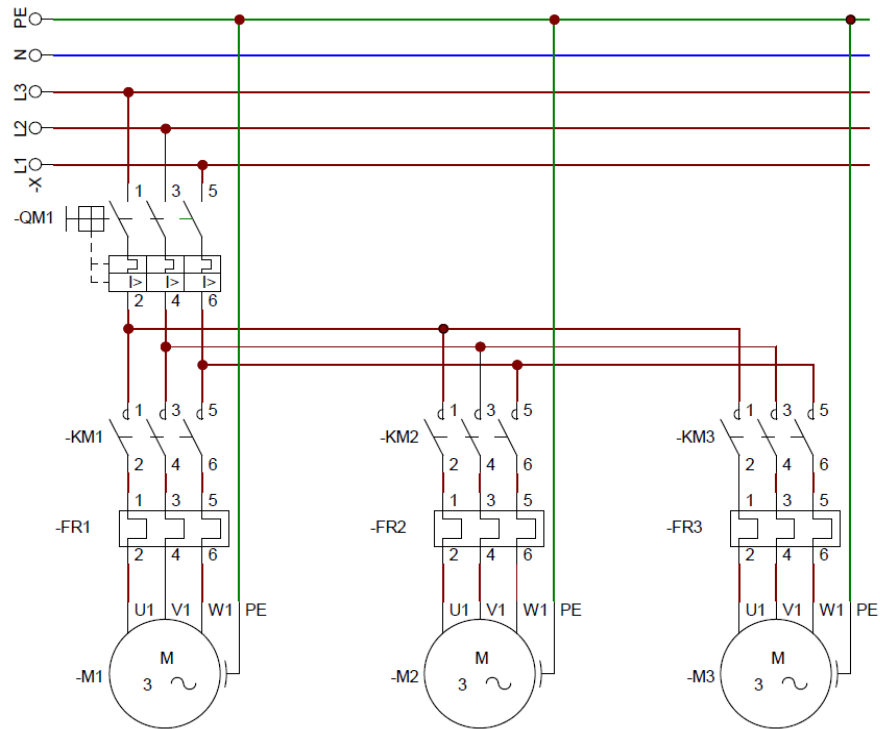 PE
N
L3
L2
L1
-X
1 3 5
-QM1
I> I> I>
2 4 6
1 3 5 1 3 5 1 3 5
-KM1 -KM2 -KM3
2 4 6 2 4 6 2 4 6
1 3 5 1 3 5 1 3 5
-FR1 -FR2 -FR3
2 4 6 2 4 6 2 4 6
U1 V1 W1 PE U1 V1 W1 PE U1 V1 W1 PE
M M M
-M1 3 -M2 3 -M3 3